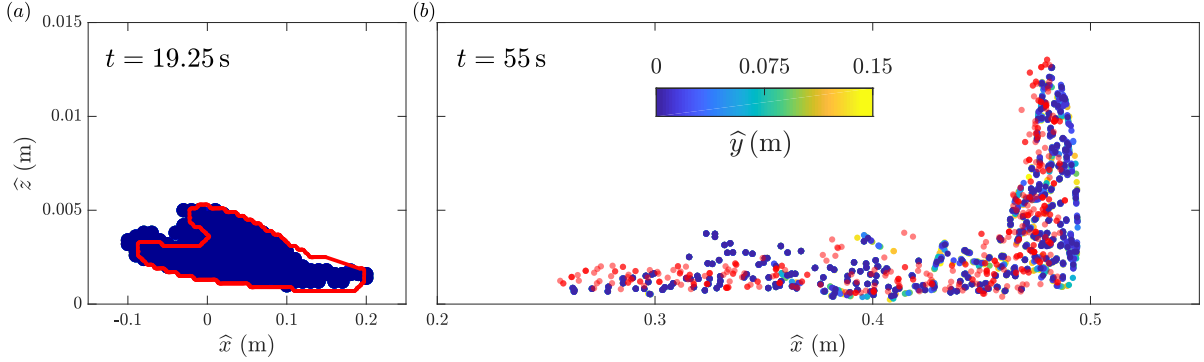 (a)
(b)
t = 19.25 s
t = 55 s
0 0.075 0.15
ŷ (m)
0.015
0.01
0.005
0
ẑ (m)
-0.1 0 0.1 0.2
x̂ (m)
0.2 0.3 0.4 0.5
x̂ (m)